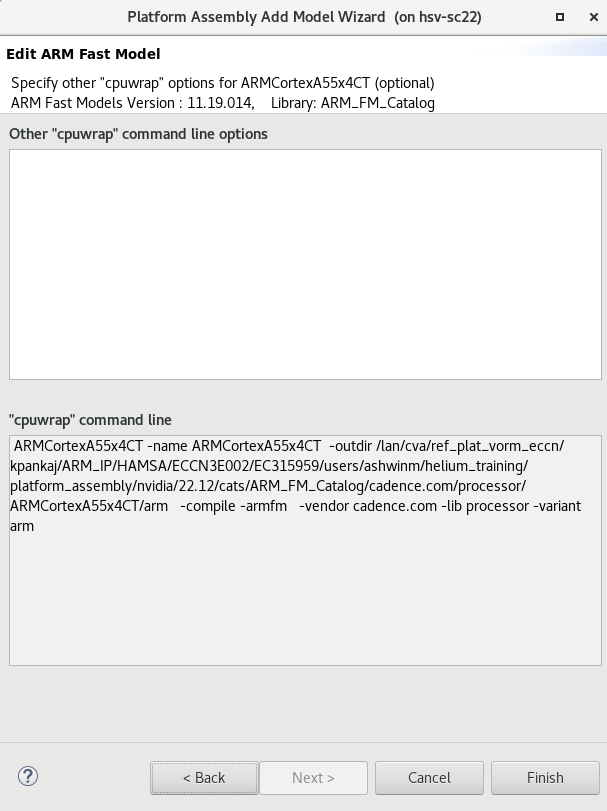 Platform Assembly Add Model Wizard  (on hsv-sc22)
Edit ARM Fast Model
Specify other "cpuwrap" options for ARMCortexA55x4CT (optional)
ARM Fast Models Version : 11.19.014,    Library: ARM_FM_Catalog
Other "cpuwrap" command line options
"cpuwrap" command line
ARMCortexA55x4CT -name ARMCortexA55x4CT  -outdir /lan/cva/ref_plat_vorm_eccn/
kpankaj/ARM_IP/HAMSA/ECCN3E002/EC315959/users/ashwinm/helium_training/
platform_assembly/nvidia/22.12/cats/ARM_FM_Catalog/cadence.com/processor/
ARMCortexA55x4CT/arm   -compile -armfm   -vendor cadence.com -lib processor -variant
arm
? < Back Next > Cancel Finish